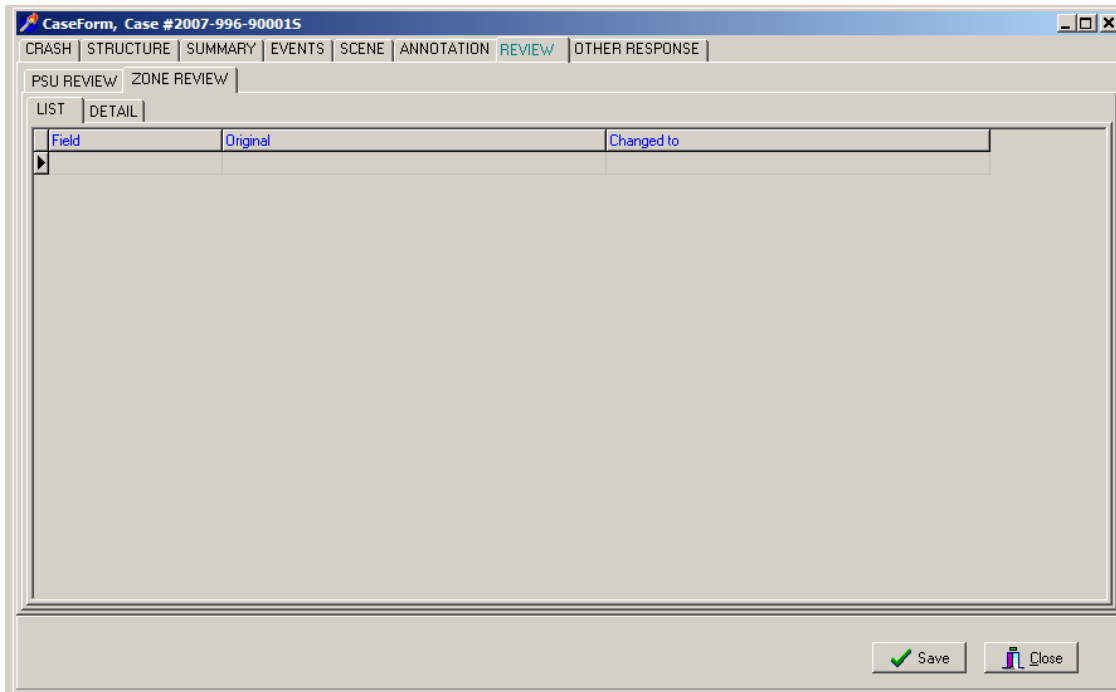 CaseForm, Case #2007-996-90001S
CRASH STRUCTURE SUMMARY EVENTS SCENE ANNOTATION REVIEW OTHER RESPONSE
PSU REVIEW ZONE REVIEW
LIST DETAIL
Field Original Changed to
Save Close